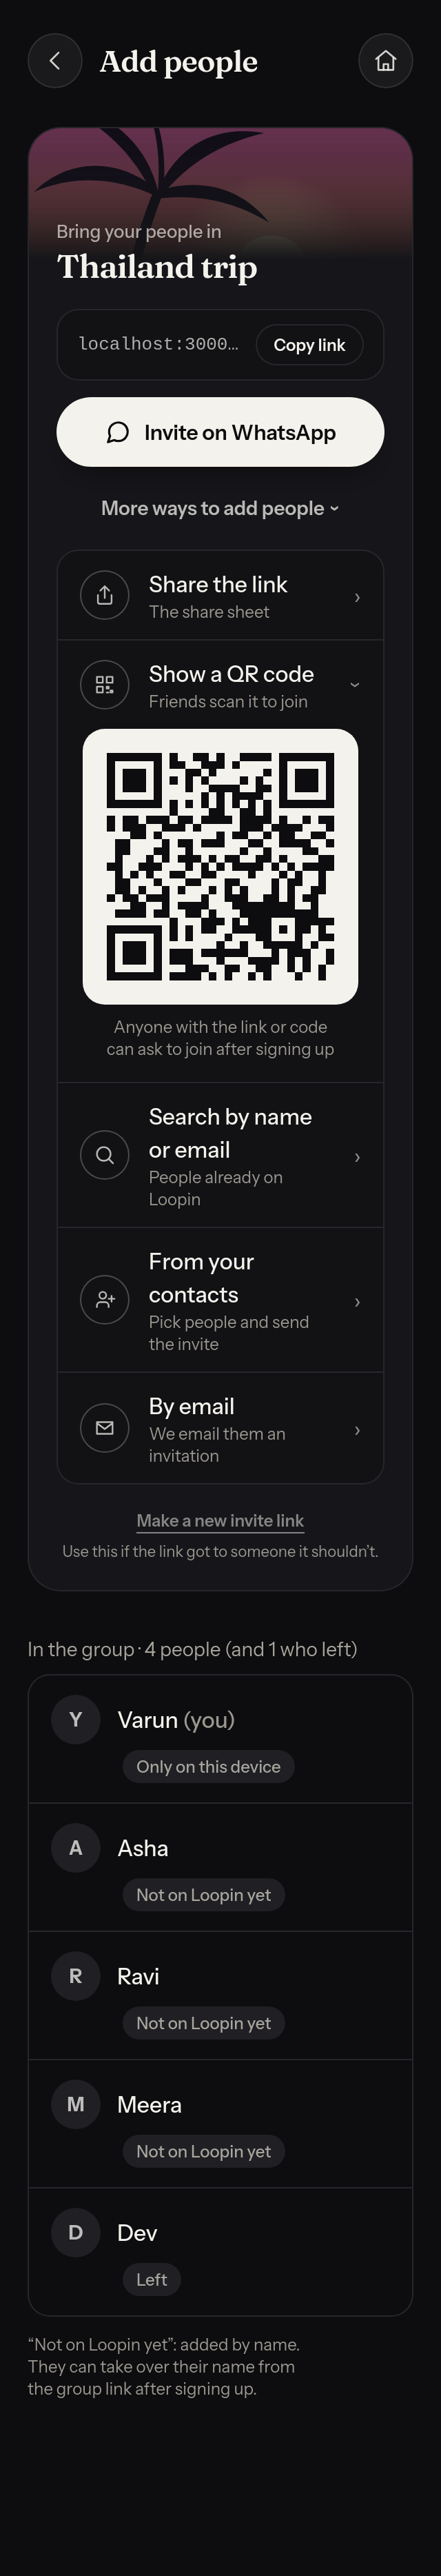 Add people
Bring your people in
Thailand trip
localhost:3000…
Copy link
Invite on WhatsApp
More ways to add people
Share the link
The share sheet
Show a QR code
Friends scan it to join
Anyone with the link or code
can ask to join after signing up
Search by name
or email
People already on
Loopin
From your
contacts
Pick people and send
the invite
By email
We email them an
invitation
Make a new invite link
Use this if the link got to someone it shouldn’t.
In the group · 4 people (and 1 who left)
Y
Varun (you)
Only on this device
A
Asha
Not on Loopin yet
R
Ravi
Not on Loopin yet
M
Meera
Not on Loopin yet
D
Dev
Left
“Not on Loopin yet”: added by name.
They can take over their name from
the group link after signing up.